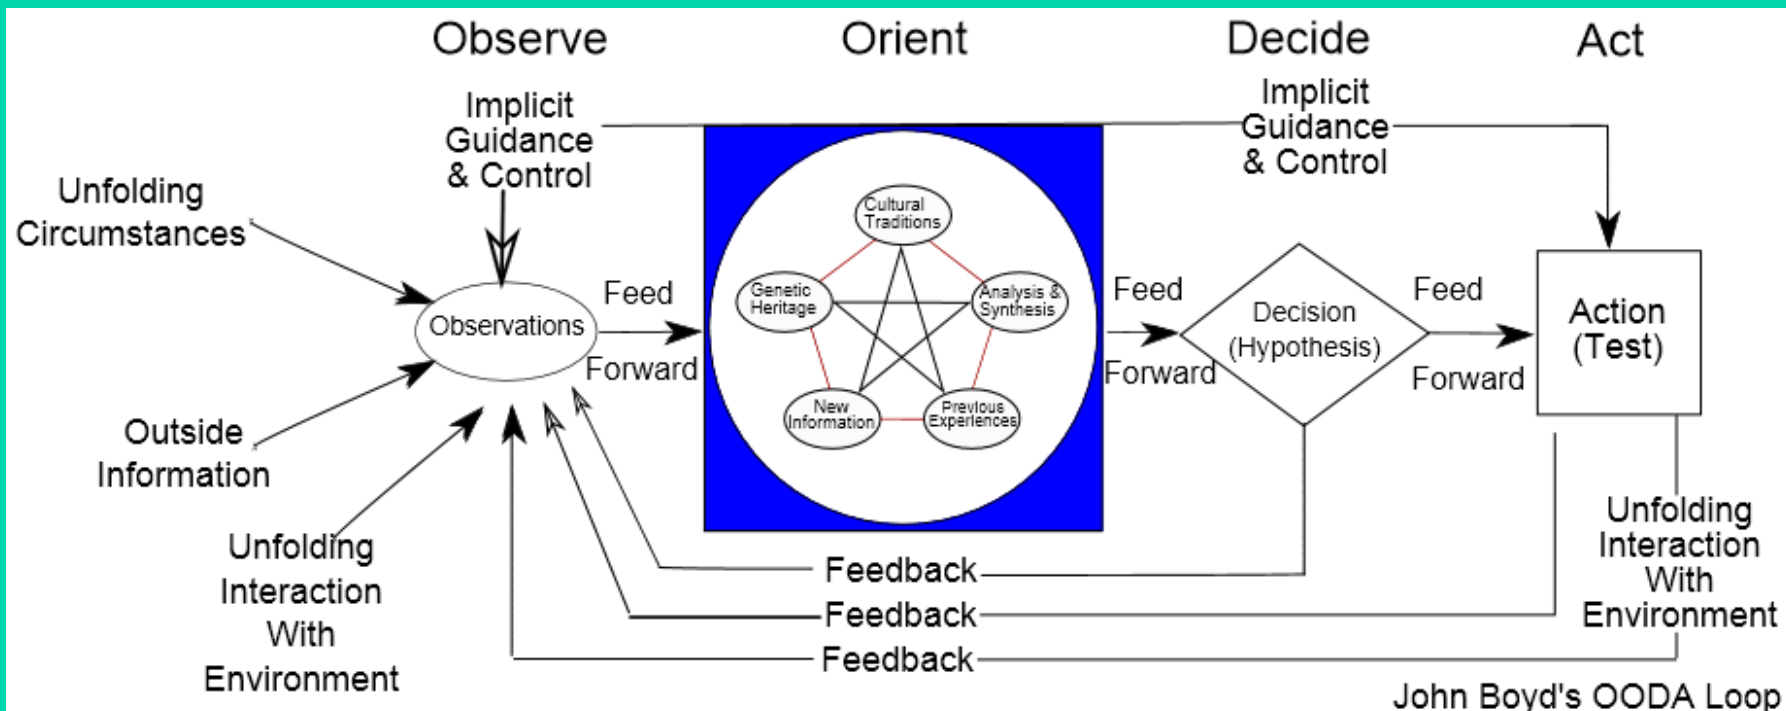 Observe
Orient
Decide
Act
Implicit
Guidance
& Control
Implicit
Guidance
& Control
Unfolding
Circumstances
Cultural
Traditions
Genetic
Heritage
Analysis &
Synthesis
New
Information
Previous
Experiences
Observations
Feed
Forward
Feed
Forward
Decision
(Hypothesis)
Feed
Forward
Action
(Test)
Outside
Information
Unfolding
Interaction
With
Environment
Unfolding
Interaction
With
Environment
Feedback
Feedback
Feedback
John Boyd's OODA Loop